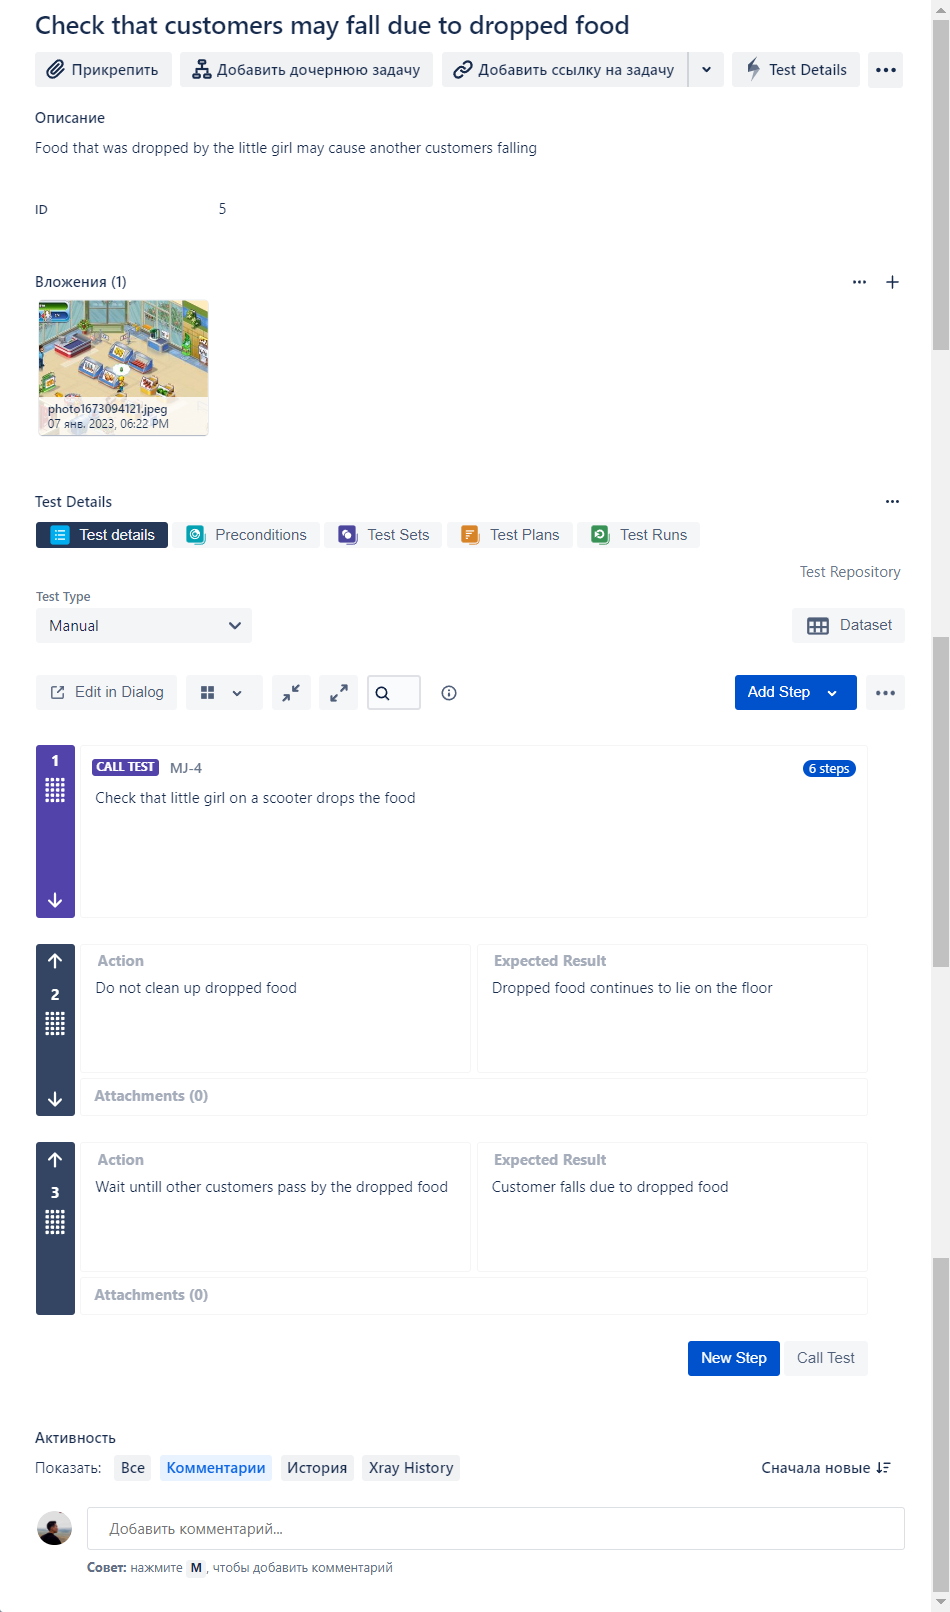 Check that customers may fall due to dropped food
Прикрепить
Добавить дочернюю задачу
Добавить ссылку на задачу
Test Details
Описание
Food that was dropped by the little girl may cause another customers falling
ID 5
Вложения (1)
photo1673094121.jpeg
07 янв. 2023, 06:22 PM
Test Details
Test details
Preconditions
Test Sets
Test Plans
Test Runs
Test Repository
Test Type
Manual
Dataset
Edit in Dialog
Add Step
1
CALL TEST MJ-4
6 steps
Check that little girl on a scooter drops the food
2
Action
Do not clean up dropped food
Expected Result
Dropped food continues to lie on the floor
Attachments (0)
3
Action
Wait untill other customers pass by the dropped food
Expected Result
Customer falls due to dropped food
Attachments (0)
New Step
Call Test
Активность
Показать: Все Комментарии История Xray History
Сначала новые
Добавить комментарий...
Совет: нажмите M , чтобы добавить комментарий